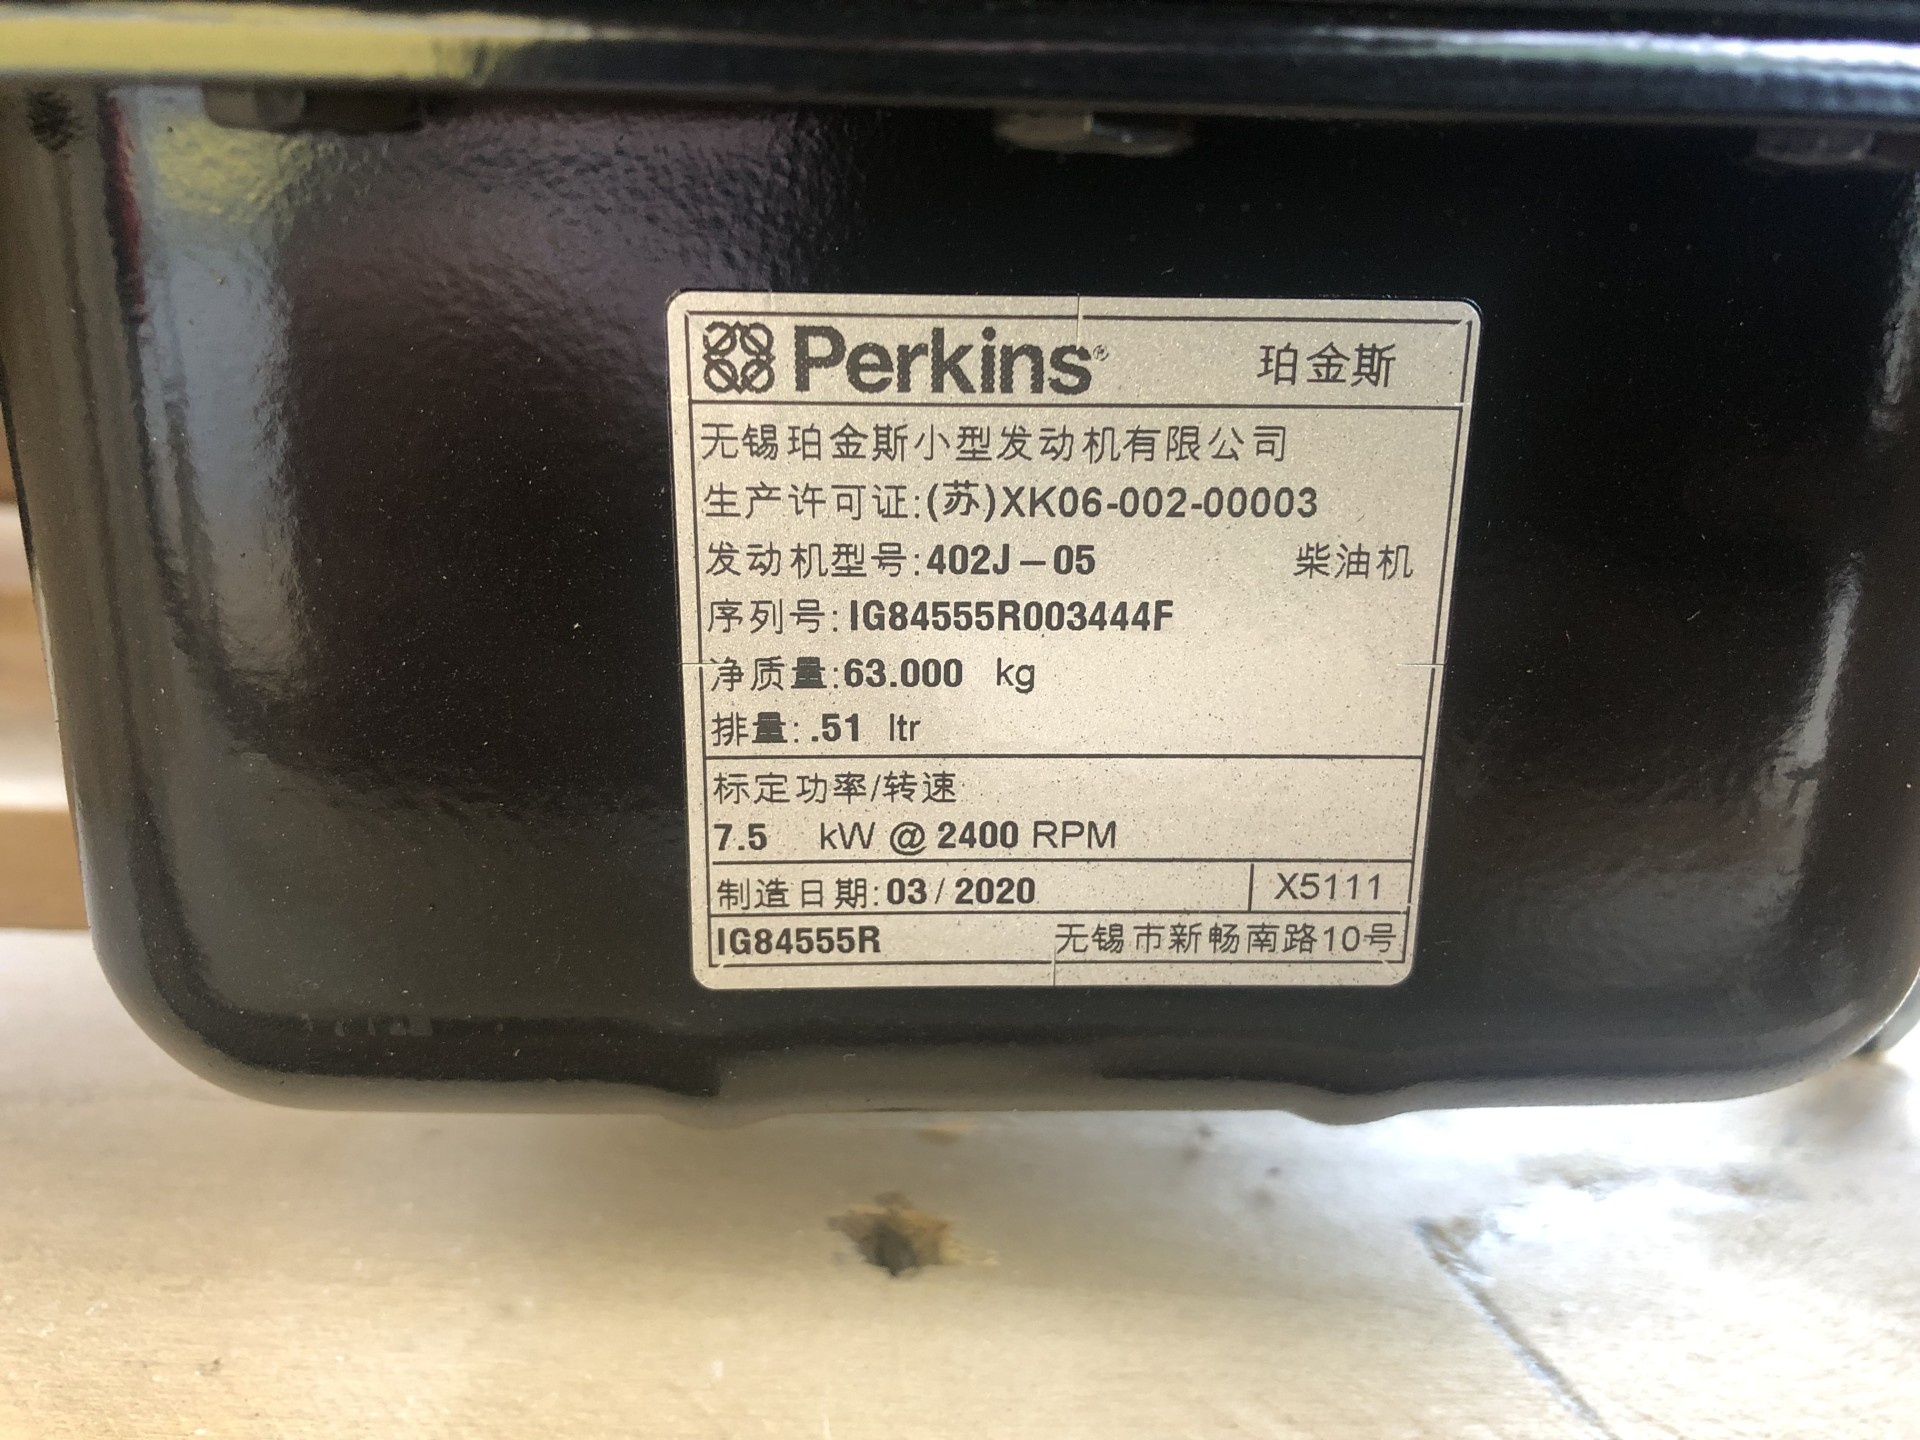 Perkins® 珀金斯
无锡珀金斯小型发动机有限公司
生产许可证:(苏)XK06-002-00003
发动机型号:402J-05 柴油机
序列号:IG84555R003444F
净质量:63.000 kg
排量:.51 ltr
标定功率/转速
7.5 kW @ 2400 RPM
制造日期:03/2020 X5111
IG84555R 无锡市新畅南路10号